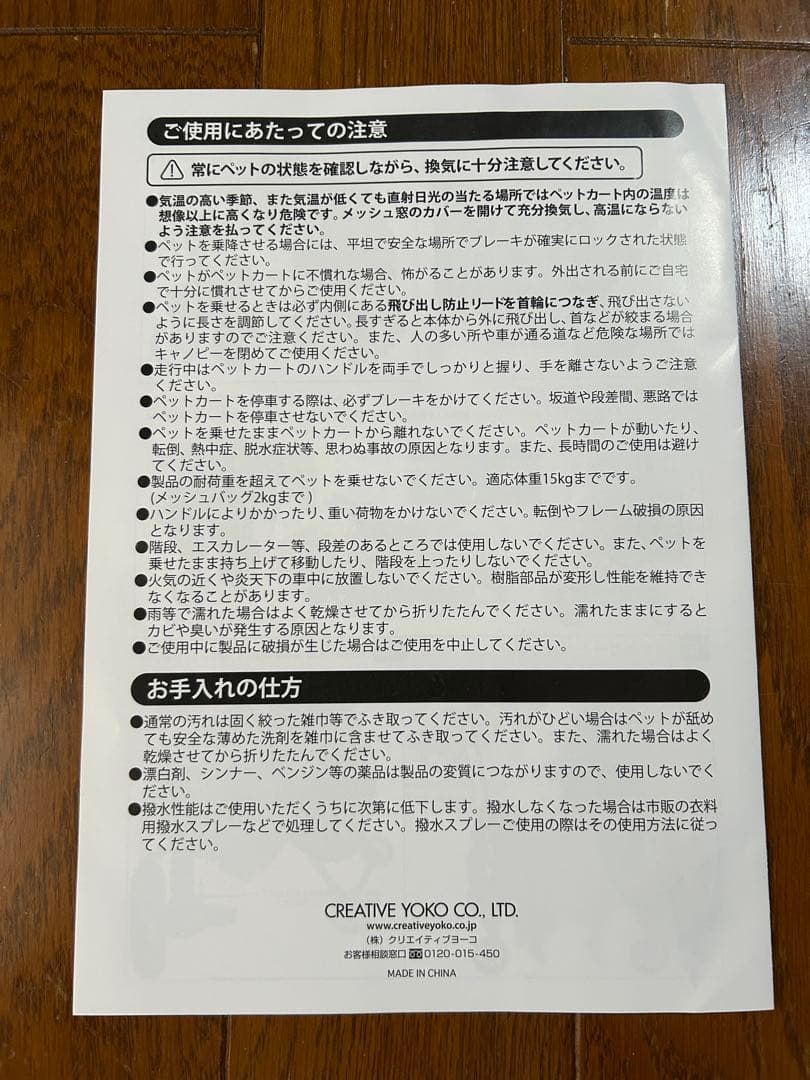 ご使用にあたっての注意
⚠常にペットの状態を確認しながら、換気に十分注意してください。
●気温の高い季節、また気温が低くても直射日光の当たる場所ではペットカート内の温度は
想像以上に高くなり危険です。メッシュ窓のカバーを開けて充分換気し、高温にならない
よう注意を払ってください。
●ペットを乗降させる場合には、平坦で安全な場所でブレーキが確実にロックされた状態
で行ってください。
●ペットがペットカートに不慣れな場合、怖がることがあります。外出される前にご自宅
で十分に慣れさせてからご使用ください。
●ペットを乗せるときは必ず内側にある飛び出し防止リードを首輪につなぎ、飛び出さない
ように長さを調節してください。長すぎると本体から外に飛び出し、首などが絞まる場合
がありますのでご注意ください。また、人の多い所や車が通る道など危険な場所では
キャノピーを閉めてご使用ください。
●走行中はペットカートのハンドルを両手でしっかりと握り、手を離さないようご注意
ください。
●ペットカートを停車する際は、必ずブレーキをかけてください。坂道や段差間、悪路では
ペットカートを停車させないでください。
●ペットを乗せたままペットカートから離れないでください。ペットカートが動いたり、
転倒、熱中症、脱水症状等、思わぬ事故の原因となります。また、長時間のご使用は避け
てください。
●製品の耐荷重を超えてペットを乗せないでください。適応体重15kgまでです。
(メッシュバッグ2kgまで)
●ハンドルによりかかったり、重い荷物をかけないでください。転倒やフレーム破損の原因
となります。
●階段、エスカレーター等、段差のあるところでは使用しないでください。また、ペットを
乗せたまま持ち上げて移動したり、階段を上ったりしないでください。
●火気の近くや炎天下の車中に放置しないでください。樹脂部品が変形し性能を維持でき
なくなることがあります。
●雨等で濡れた場合はよく乾燥させてから折りたたんでください。濡れたままにすると
カビや臭いが発生する原因となります。
●ご使用中に製品に破損が生じた場合はご使用を中止してください。
お手入れの仕方
●通常の汚れは固く絞った雑巾等でふき取ってください。汚れがひどい場合はペットが舐め
ても安全な薄めた洗剤を雑巾に含ませてふき取ってください。また、濡れた場合はよく
乾燥させてから折りたたんでください。
●漂白剤、シンナー、ベンジン等の薬品は製品の変質につながりますので、使用しないでく
ださい。
●撥水性能はご使用いただくうちに次第に低下します。撥水しなくなった場合は市販の衣料
用撥水スプレーなどで処理してください。撥水スプレーご使用の際はその使用方法に従っ
てください。
CREATIVE YOKO CO., LTD.
www.creativeyoko.co.jp
（株）クリエイティブヨーコ
お客様相談窓口 0120-015-450
MADE IN CHINA